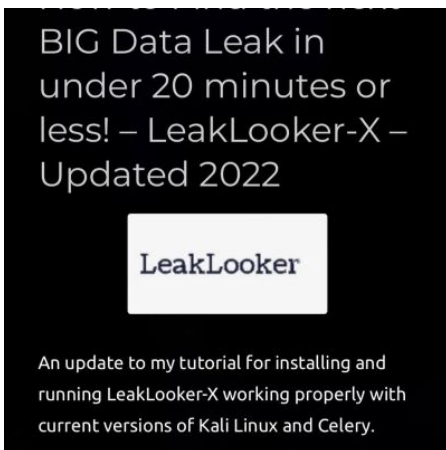 BIG Data Leak in
under 20 minutes or
less! – LeakLooker-X –
Updated 2022
LeakLooker
An update to my tutorial for installing and
running LeakLooker-X working properly with
current versions of Kali Linux and Celery.